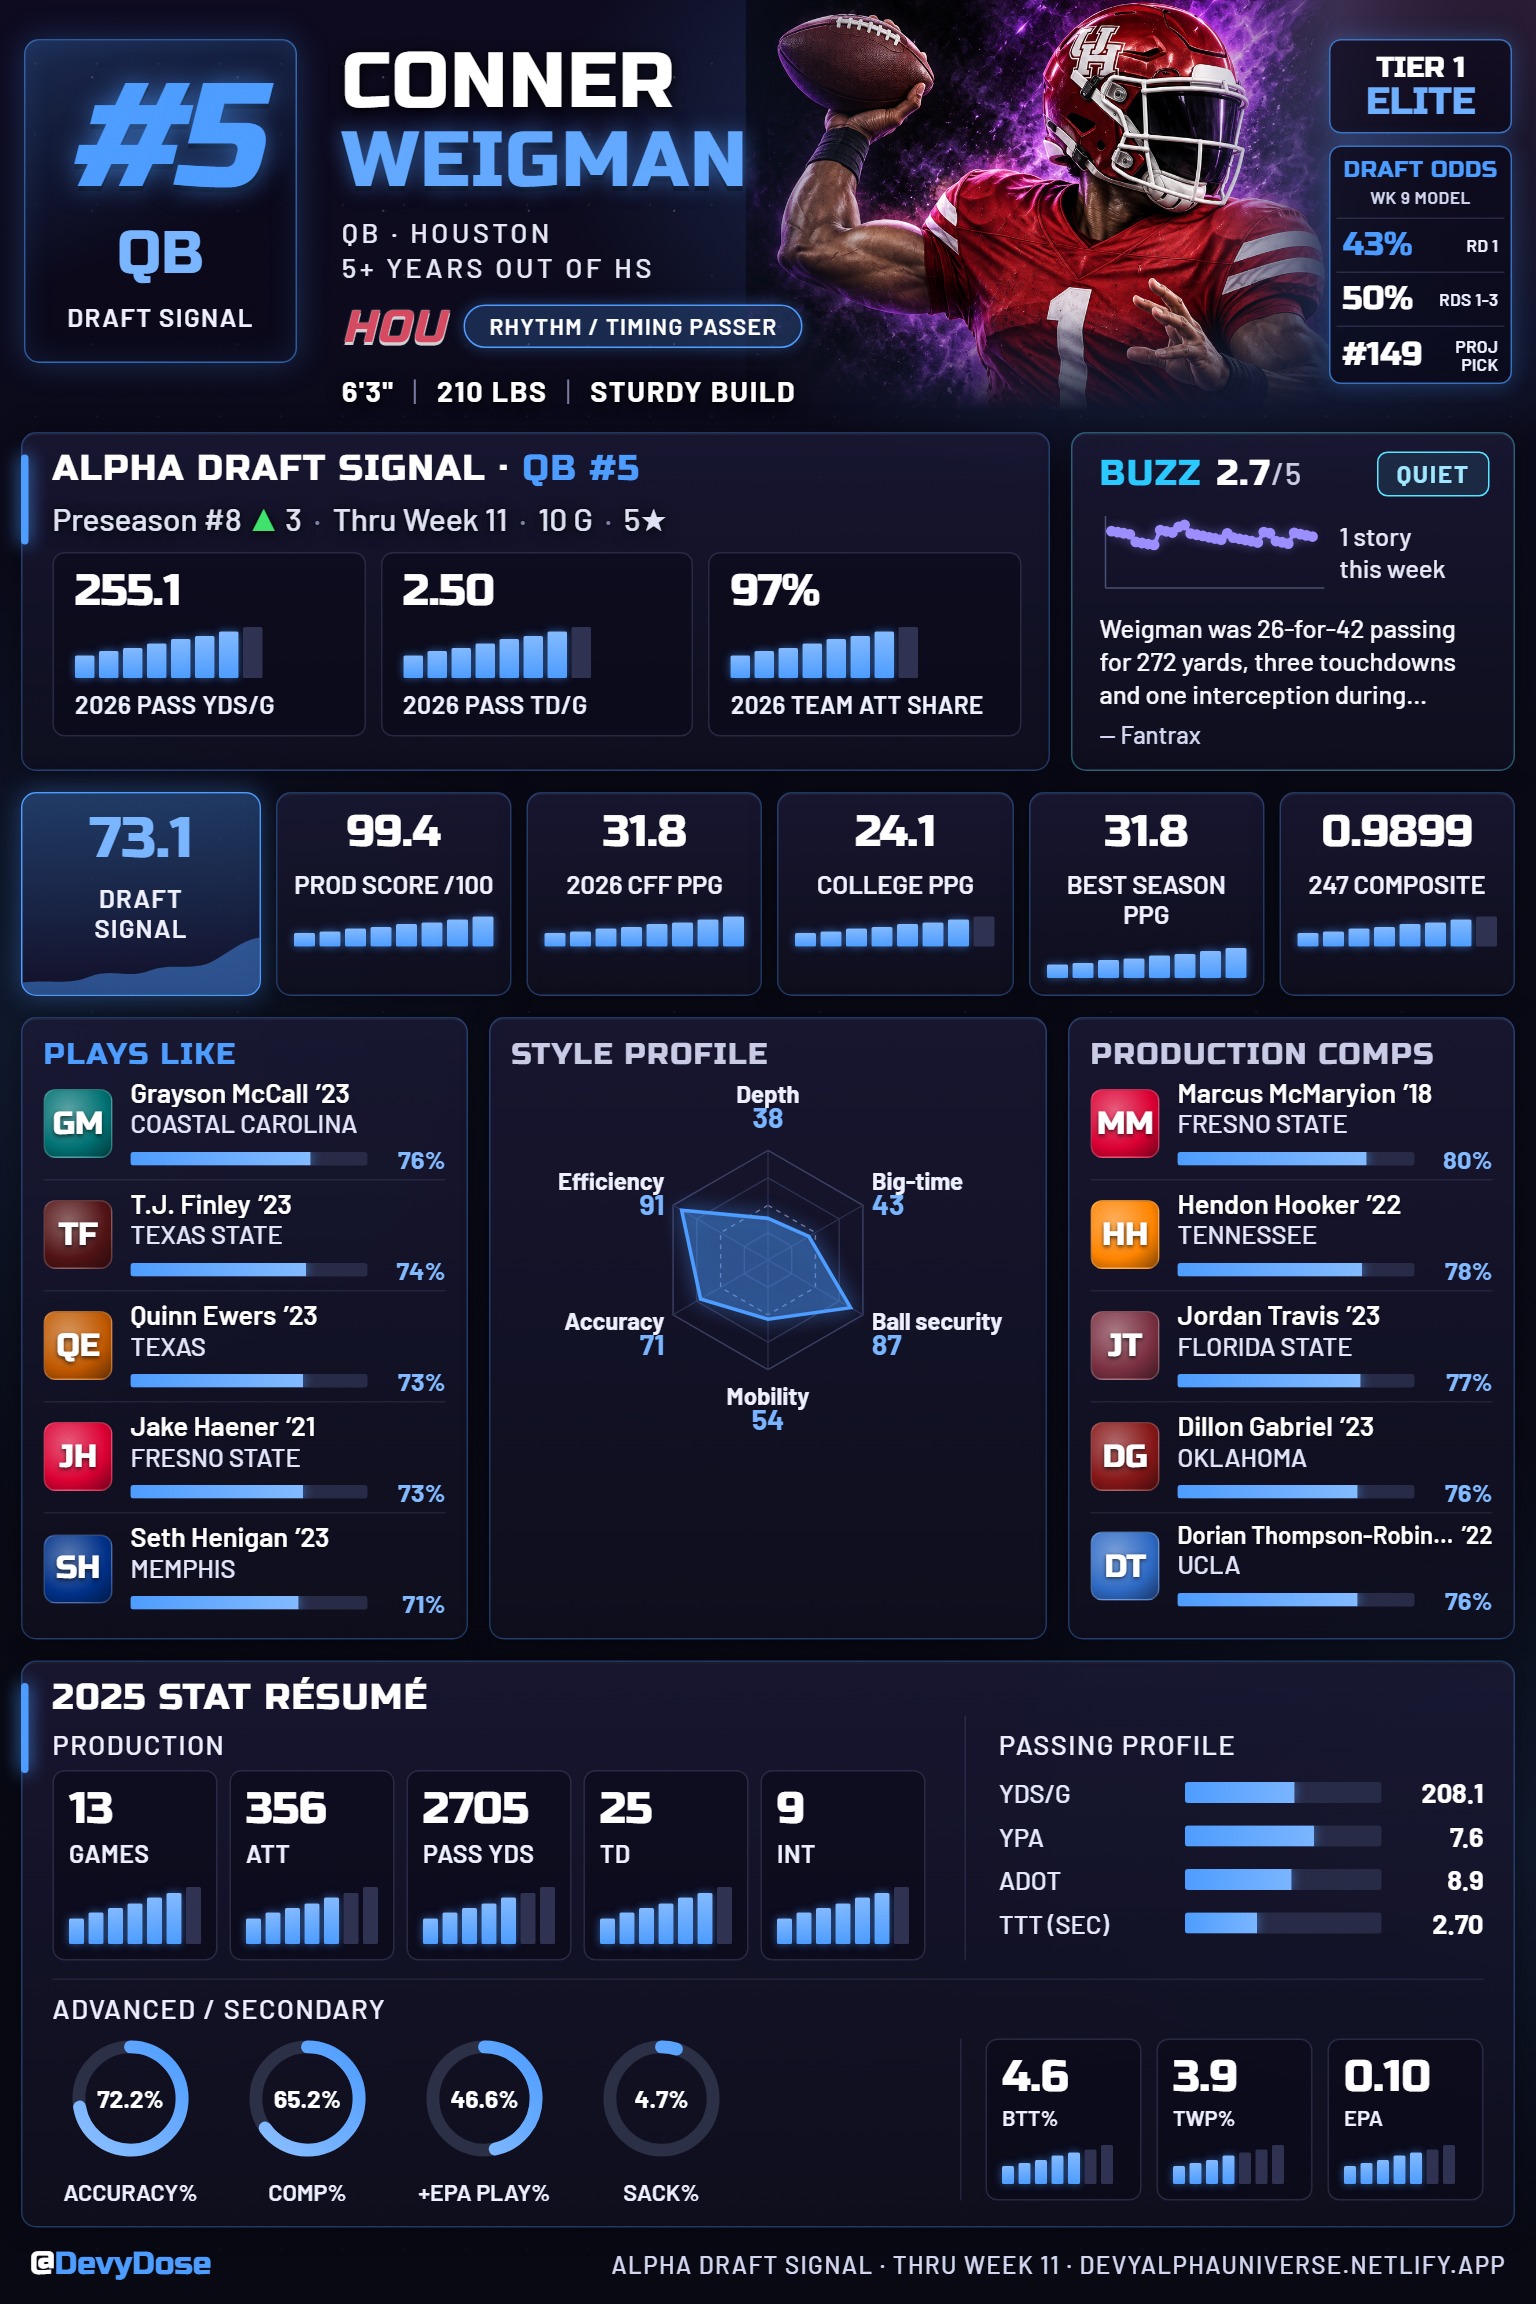 #5
QB
DRAFT SIGNAL
CONNER
WEIGMAN
QB · HOUSTON
5+ YEARS OUT OF HS
HOU
RHYTHM / TIMING PASSER
6'3" | 210 LBS | STURDY BUILD
UH
1
TIER 1
ELITE
DRAFT ODDS
WK 9 MODEL
43% RD 1
50% RDS 1-3
#149 PROJ PICK
ALPHA DRAFT SIGNAL · QB #5
Preseason #8 ▲ 3 · Thru Week 11 · 10 G · 5★
255.1
2026 PASS YDS/G
2.50
2026 PASS TD/G
97%
2026 TEAM ATT SHARE
BUZZ 2.7/5
QUIET
1 story
this week
Weigman was 26-for-42 passing
for 272 yards, three touchdowns
and one interception during...
— Fantrax
73.1
DRAFT
SIGNAL
99.4
PROD SCORE /100
31.8
2026 CFF PPG
24.1
COLLEGE PPG
31.8
BEST SEASON
PPG
0.9899
247 COMPOSITE
PLAYS LIKE
GM
Grayson McCall ’23
COASTAL CAROLINA
76%
TF
T.J. Finley ’23
TEXAS STATE
74%
QE
Quinn Ewers ’23
TEXAS
73%
JH
Jake Haener ’21
FRESNO STATE
73%
SH
Seth Henigan ’23
MEMPHIS
71%
STYLE PROFILE
Depth
38
Efficiency
91
Big-time
43
Accuracy
71
Ball security
87
Mobility
54
PRODUCTION COMPS
MM
Marcus McMaryion ’18
FRESNO STATE
80%
HH
Hendon Hooker ’22
TENNESSEE
78%
JT
Jordan Travis ’23
FLORIDA STATE
77%
DG
Dillon Gabriel ’23
OKLAHOMA
76%
DT
Dorian Thompson-Robin... ’22
UCLA
76%
2025 STAT RÉSUMÉ
PRODUCTION
13
GAMES
356
ATT
2705
PASS YDS
25
TD
9
INT
PASSING PROFILE
YDS/G 208.1
YPA 7.6
ADOT 8.9
TTT (SEC) 2.70
ADVANCED / SECONDARY
72.2%
ACCURACY%
65.2%
COMP%
46.6%
+EPA PLAY%
4.7%
SACK%
4.6
BTT%
3.9
TWP%
0.10
EPA
@DevyDose
ALPHA DRAFT SIGNAL · THRU WEEK 11 · DEVYALPHAUNIVERSE.NETLIFY.APP